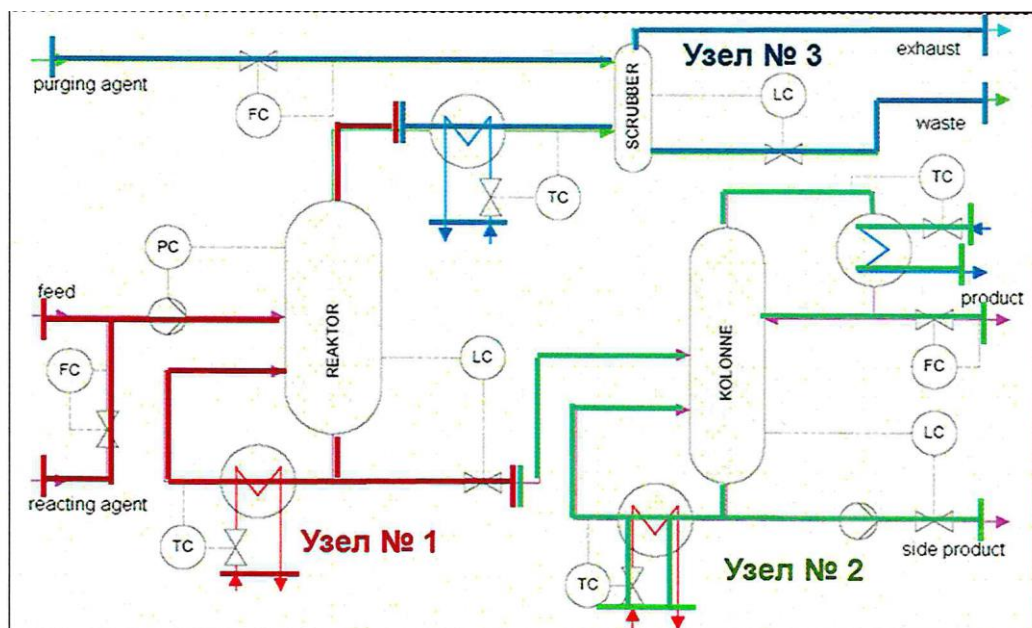 purging agent
FC
SCRUBBER
Узел № 3
exhaust
LC
waste
TC
TC
PC
feed
REAKTOR
KOLONNE
product
FC
LC
FC
LC
reacting agent
TC
Узел № 1
TC
Узел № 2
side product